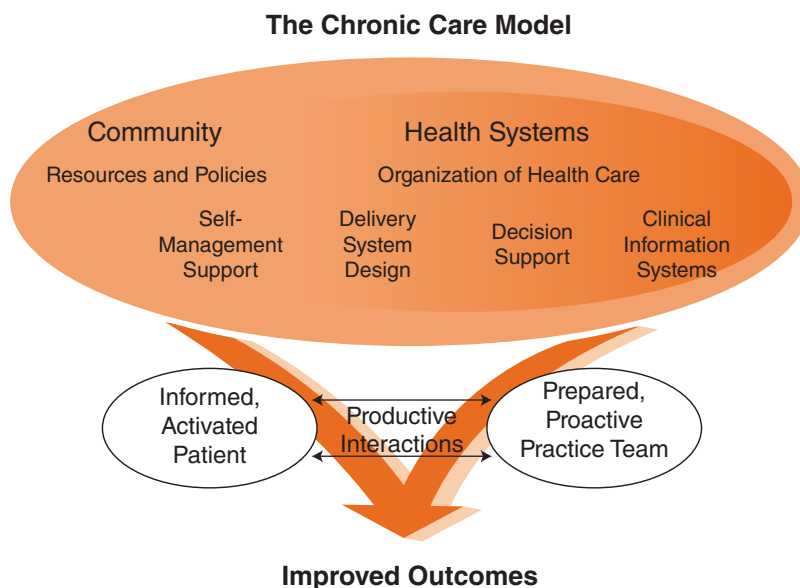 The Chronic Care Model
Community
Health Systems
Resources and Policies
Organization of Health Care
Self-
Management
Support
Delivery
System
Design
Decision
Support
Clinical
Information
Systems
Informed,
Activated
Patient
Productive
Interactions
Prepared,
Proactive
Practice Team
Improved Outcomes